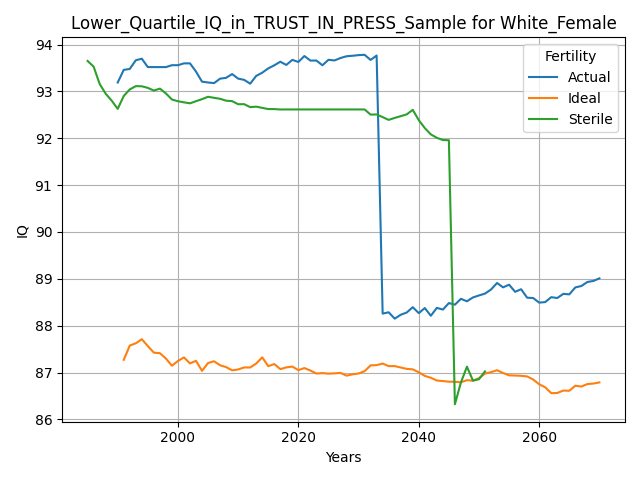 Lower_Quartile_IQ_in_TRUST_IN_PRESS_Sample for White_Female
Fertility
Actual
Ideal
Sterile
IQ
94
93
92
91
90
89
88
87
86
2000
2020
2040
2060
Years